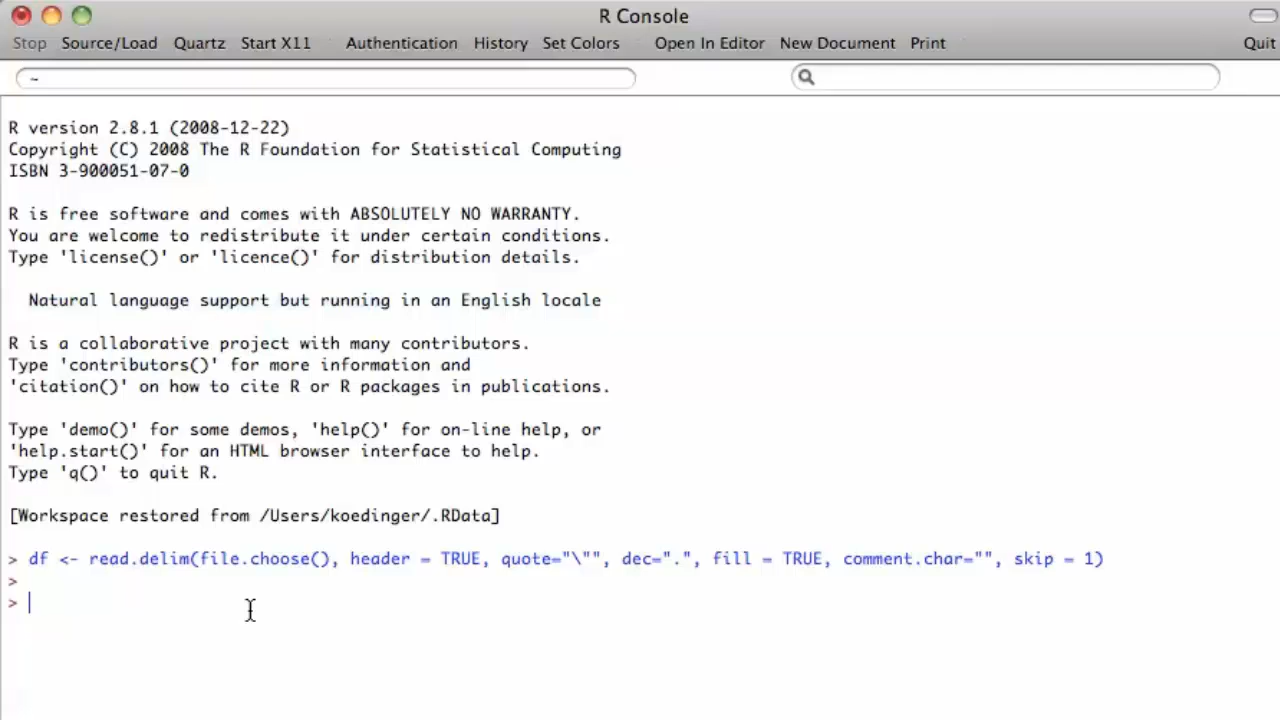 R Console
Stop Source/Load Quartz Start X11 Authentication History Set Colors Open In Editor New Document Print Quit
~
R version 2.8.1 (2008-12-22)
Copyright (C) 2008 The R Foundation for Statistical Computing
ISBN 3-900051-07-0
R is free software and comes with ABSOLUTELY NO WARRANTY.
You are welcome to redistribute it under certain conditions.
Type 'license()' or 'licence()' for distribution details.
Natural language support but running in an English locale
R is a collaborative project with many contributors.
Type 'contributors()' for more information and
'citation()' on how to cite R or R packages in publications.
Type 'demo()' for some demos, 'help()' for on-line help, or
'help.start()' for an HTML browser interface to help.
Type 'q()' to quit R.
[Workspace restored from /Users/koedinger/.RData]
> df <- read.delim(file.choose(), header = TRUE, quote="\"", dec=".", fill = TRUE, comment.char="", skip = 1)
>
>